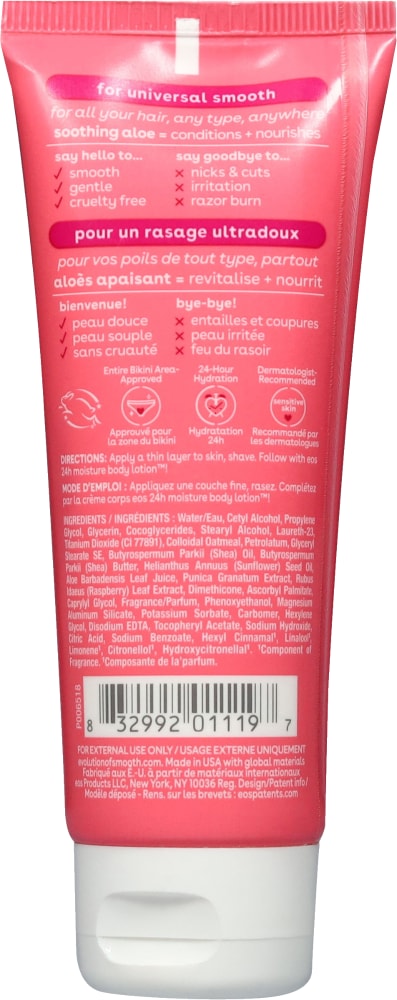 for universal smooth
for all your hair, any type, anywhere
soothing aloe = conditions + nourishes
say hello to... say goodbye to...
✓ smooth × nicks & cuts
✓ gentle × irritation
✓ cruelty free × razor burn
pour un rasage ultradoux
pour vos poils de tout type, partout
aloès apaisant = revitalise + nourrit
bienvenue! bye-bye!
✓ peau douce × entailles et coupures
✓ peau souple × peau irritée
✓ sans cruauté × feu du rasoir
Entire Bikini Area-Approved
24-Hour Hydration
Dermatologist-Recommended
sensitive skin
Approuvé pour la zone du bikini
Hydratation 24h
Recommandé par les dermatologues
DIRECTIONS: Apply a thin layer to skin, shave. Follow with eos
24h moisture body lotion™!
MODE D'EMPLOI : Appliquez une couche fine, rasez. Complétez
par la crème corps eos 24h moisture body lotion™!
INGREDIENTS / INGRÉDIENTS : Water/Eau, Cetyl Alcohol, Propylene
Glycol, Glycerin, Cocoglycerides, Stearyl Alcohol, Laureth-23,
Titanium Dioxide (CI 77891), Colloidal Oatmeal, Petrolatum, Glyceryl
Stearate SE, Butyrospermum Parkii (Shea) Oil, Butyrospermum
Parkii (Shea) Butter, Helianthus Annuus (Sunflower) Seed Oil,
Aloe Barbadensis Leaf Juice, Punica Granatum Extract, Rubus
Idaeus (Raspberry) Leaf Extract, Dimethicone, Ascorbyl Palmitate,
Caprylyl Glycol, Fragrance/Parfum, Phenoxyethanol, Magnesium
Aluminum Silicate, Potassium Sorbate, Carbomer, Hexylene
Glycol, Disodium EDTA, Tocopheryl Acetate, Sodium Hydroxide,
Citric Acid, Sodium Benzoate, Hexyl Cinnamal¹, Linalool¹,
Limonene¹, Citronellol¹, Hydroxycitronellal¹. ¹Component of
Fragrance. ¹Composante de la parfum.
P006518
8 32992 01119 7
FOR EXTERNAL USE ONLY / USAGE EXTERNE UNIQUEMENT
evolutionofsmooth.com. Made in USA with global materials
Fabriqué aux É.-U. à partir de matériaux internationaux
eos Products LLC, New York, NY 10036 Reg. Design/Patent info/
Modèle déposé - Rens. sur les brevets : eospatents.com